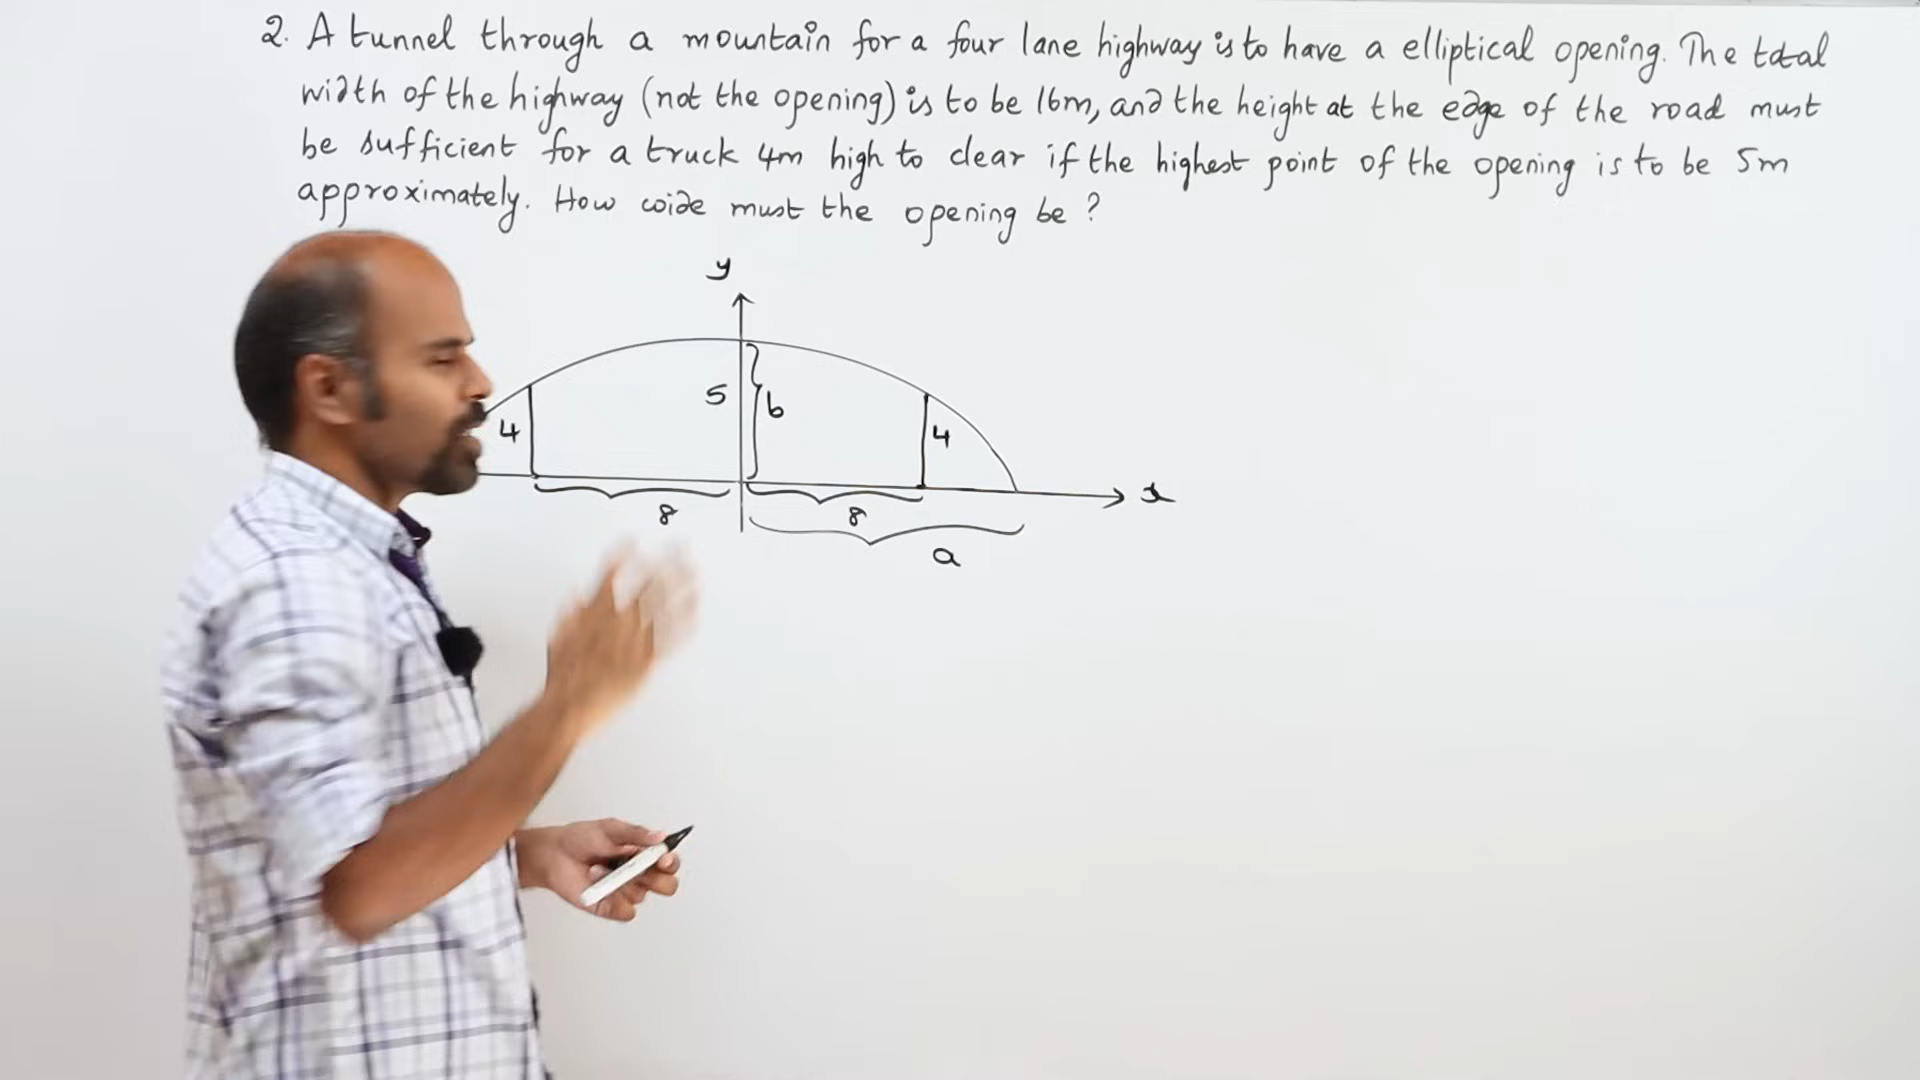 2. A tunnel through a mountain for a four lane highway is to have a elliptical opening. The total
width of the highway (not the opening) is to be 16m, and the height at the edge of the road must
be sufficient for a truck 4m high to clear if the highest point of the opening is to be 5m
approximately. How wide must the opening be ?
y
5
b
4
4
x
8
8
a